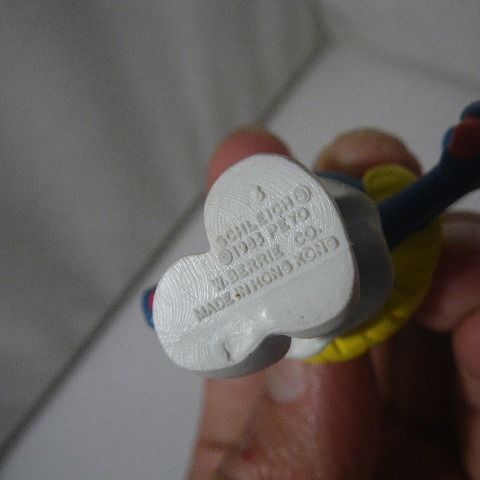 S
SCHLEICH ©
© 1983 PEYO
W. BERRIE CO.
MADE IN HONG KONG